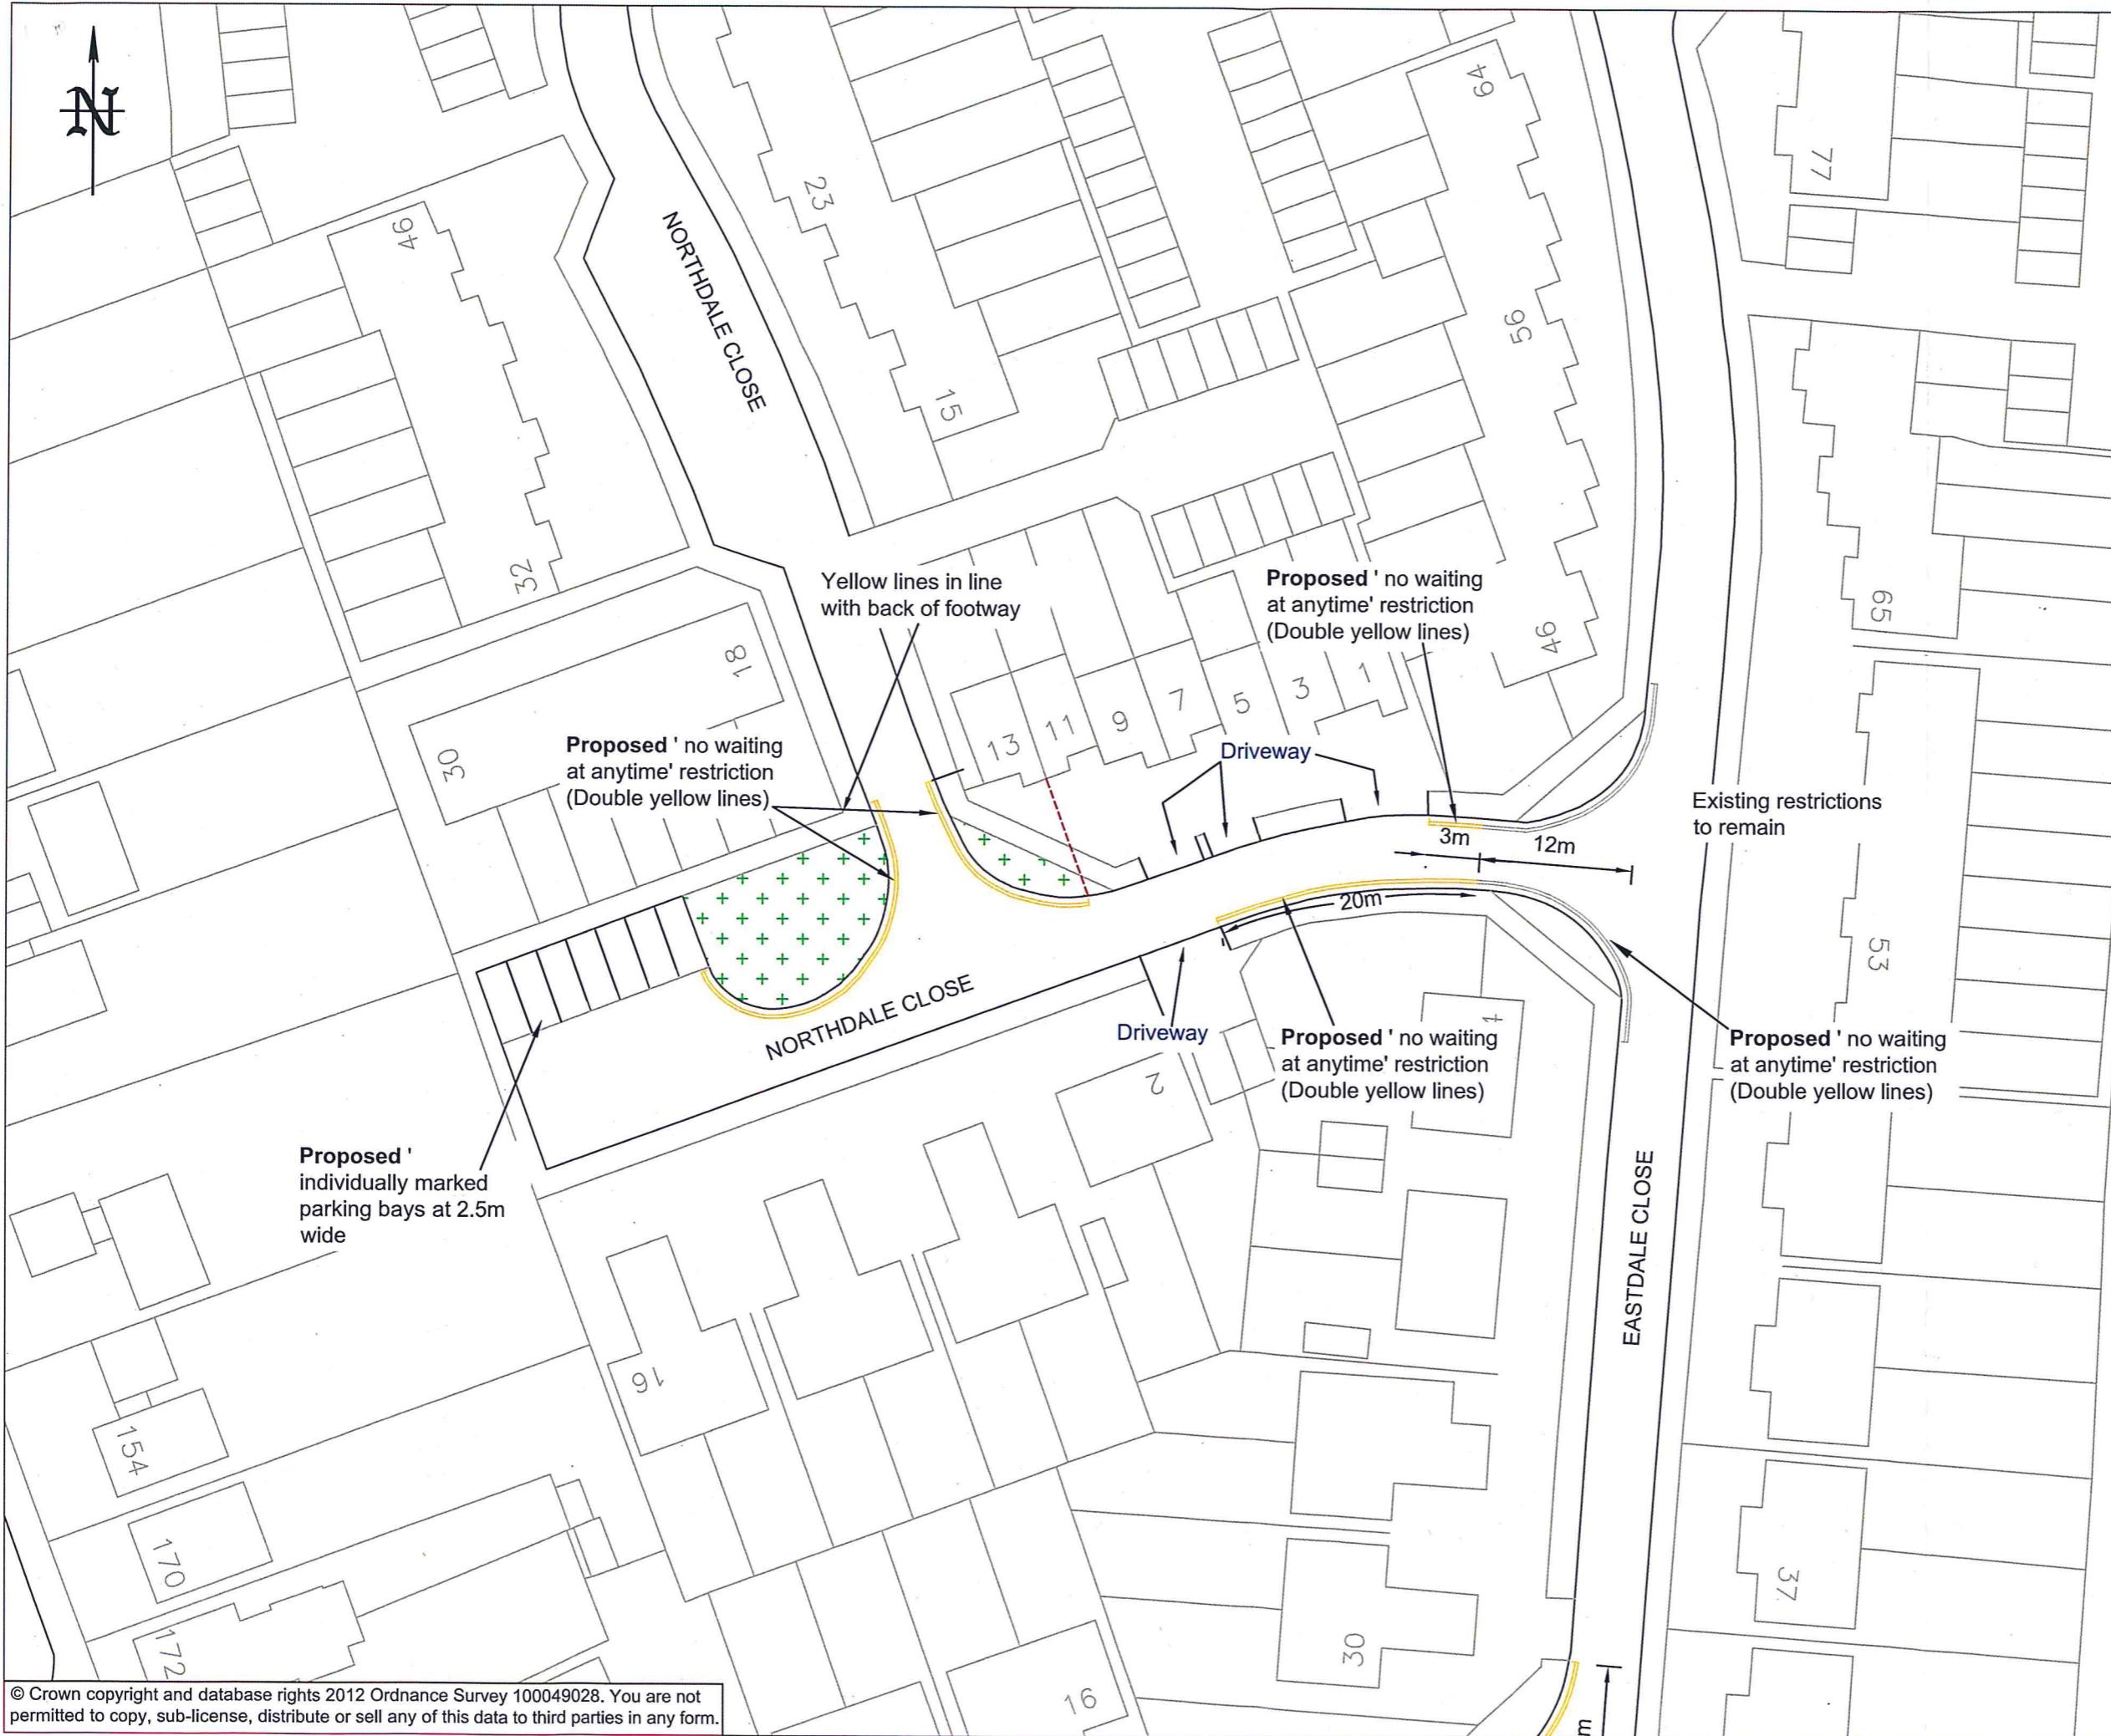 N
NORTHDALE CLOSE
23
15
46
32
64
56
46
77
65
53
37
Yellow lines in line
with back of footway
Proposed ' no waiting
at anytime' restriction
(Double yellow lines)
18
30
Proposed ' no waiting
at anytime' restriction
(Double yellow lines)
13
11
9
7
5
3
1
Driveway
Existing restrictions
to remain
3m
12m
20m
NORTHDALE CLOSE
Driveway
Proposed ' no waiting
at anytime' restriction
(Double yellow lines)
Proposed ' no waiting
at anytime' restriction
(Double yellow lines)
2
Proposed '
individually marked
parking bays at 2.5m
wide
EASTDALE CLOSE
16
154
170
172
30
16
m
© Crown copyright and database rights 2012 Ordnance Survey 100049028. You are not
permitted to copy, sub-license, distribute or sell any of this data to third parties in any form.